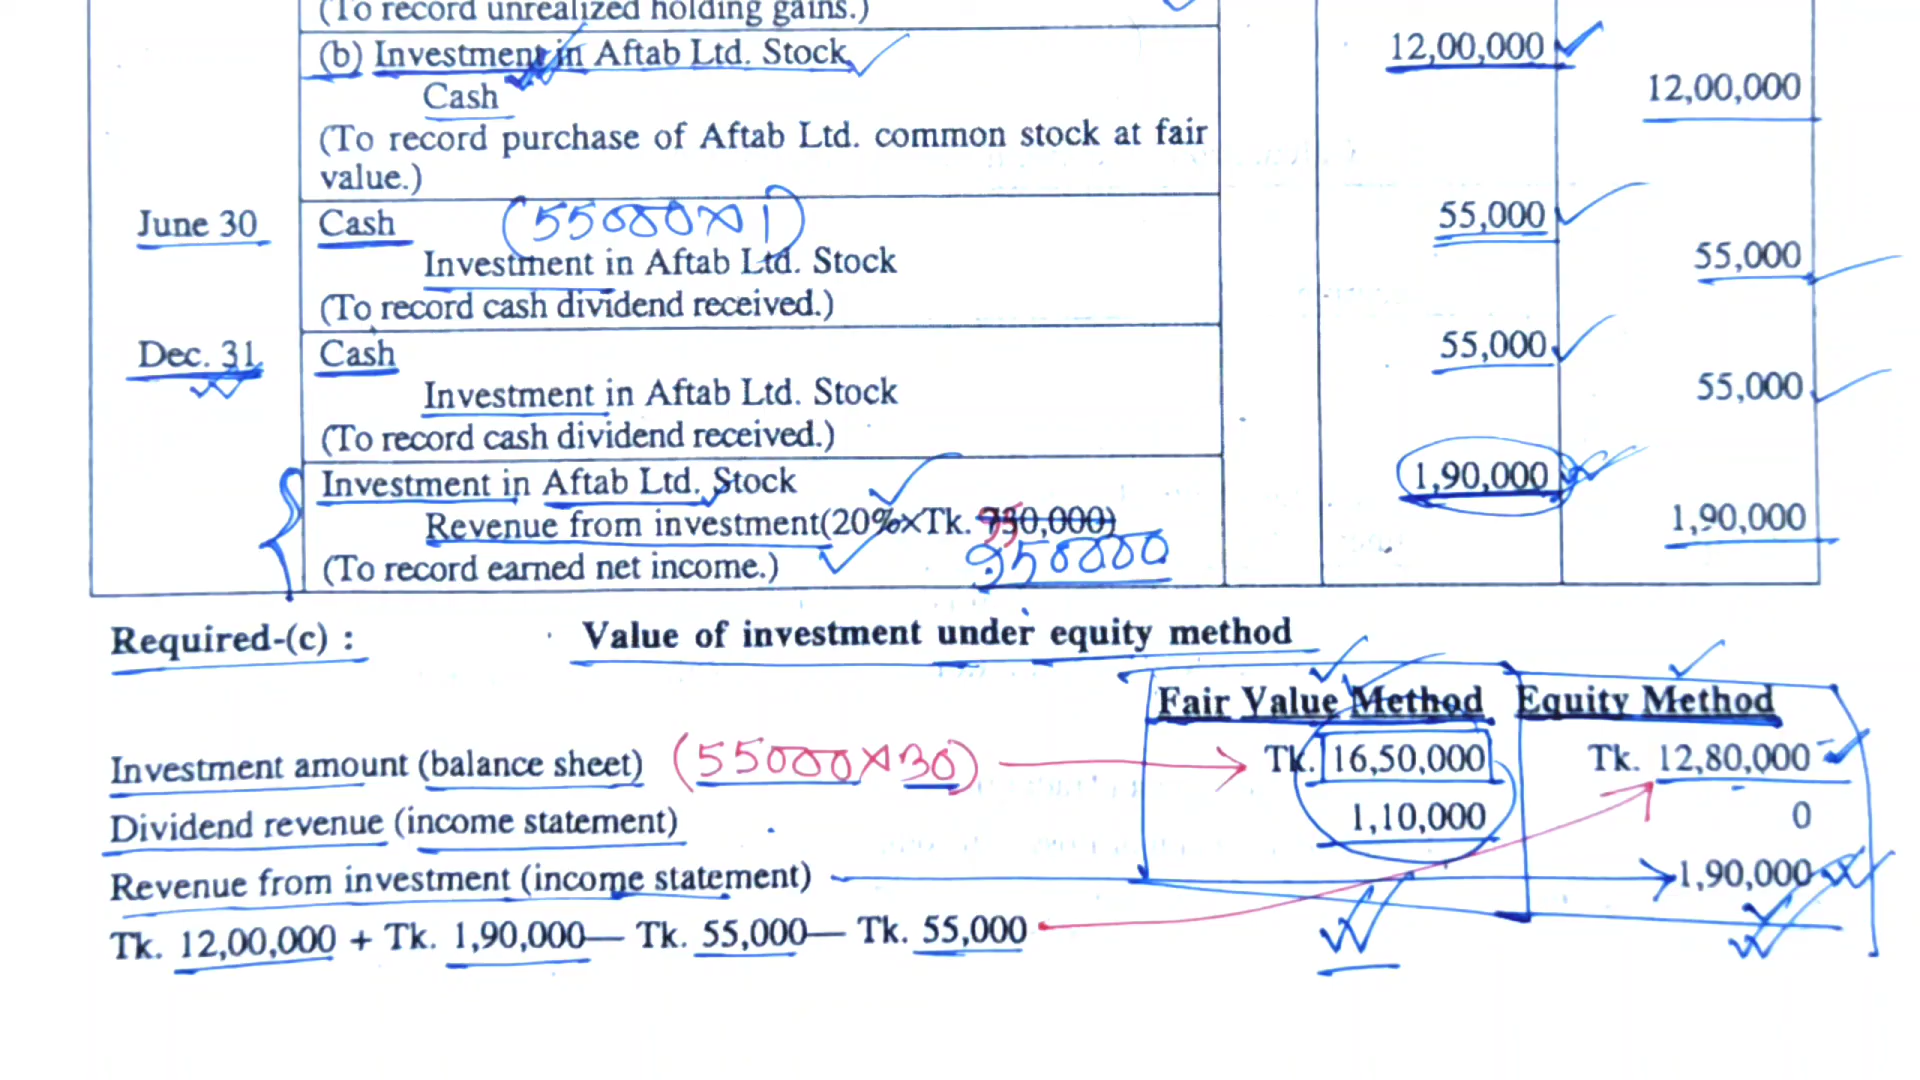 (To record unrealized holding gains.)
(b) Investment in Aftab Ltd. Stock 12,00,000
Cash 12,00,000
(To record purchase of Aftab Ltd. common stock at fair
value.)
June 30 Cash (55000×1) 55,000
Investment in Aftab Ltd. Stock 55,000
(To record cash dividend received.)
Dec. 31 Cash 55,000
Investment in Aftab Ltd. Stock 55,000
(To record cash dividend received.)
Investment in Aftab Ltd. Stock 1,90,000
Revenue from investment(20%×Tk. 0,000) 1,90,000
(To record earned net income.) 950000
Required-(c) : Value of investment under equity method
Fair Value Method Equity Method
Investment amount (balance sheet) (55000×30) Tk. 16,50,000 Tk. 12,80,000
Dividend revenue (income statement) 1,10,000 0
Revenue from investment (income statement) 1,90,000
Tk. 12,00,000 + Tk. 1,90,000— Tk. 55,000— Tk. 55,000